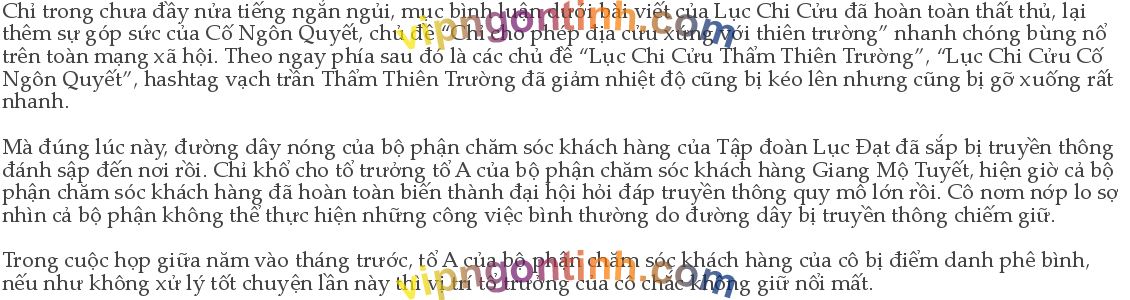 Chỉ trong chưa đầy nửa tiếng ngắn ngủi, mục bình luận dưới bài viết của Lục Chi Cửu đã hoàn toàn thất thủ, lại
thêm sự góp sức của Cố Ngôn Quyết, chủ đề “Chỉ cho phép địa cửu xứng với thiên trường” nhanh chóng bùng nổ
trên toàn mạng xã hội. Theo ngay phía sau đó là các chủ đề “Lục Chi Cửu Thẩm Thiên Trường”, “Lục Chi Cửu Cố
Ngôn Quyết”, hashtag vạch trần Thẩm Thiên Trường đã giảm nhiệt độ cũng bị kéo lên nhưng cũng bị gỡ xuống rất
nhanh.
Mà đúng lúc này, đường dây nóng của bộ phận chăm sóc khách hàng của Tập đoàn Lục Đạt đã sắp bị truyền thông
đánh sập đến nơi rồi. Chỉ khổ cho tổ trưởng tổ A của bộ phận chăm sóc khách hàng Giang Mộ Tuyết, hiện giờ cả bộ
phận chăm sóc khách hàng đã hoàn toàn biến thành đại hội hỏi đáp truyền thông quy mô lớn rồi. Cô nơm nớp lo sợ
nhìn cả bộ phận không thể thực hiện những công việc bình thường do đường dây bị truyền thông chiếm giữ.
Trong cuộc họp giữa năm vào tháng trước, tổ A của bộ phận chăm sóc khách hàng của cô bị điểm danh phê bình,
nếu như không xử lý tốt chuyện lần này thì vị trí tổ trưởng của cô chắc không giữ nổi mất.
vipngontinh.com
vipngontinh.com